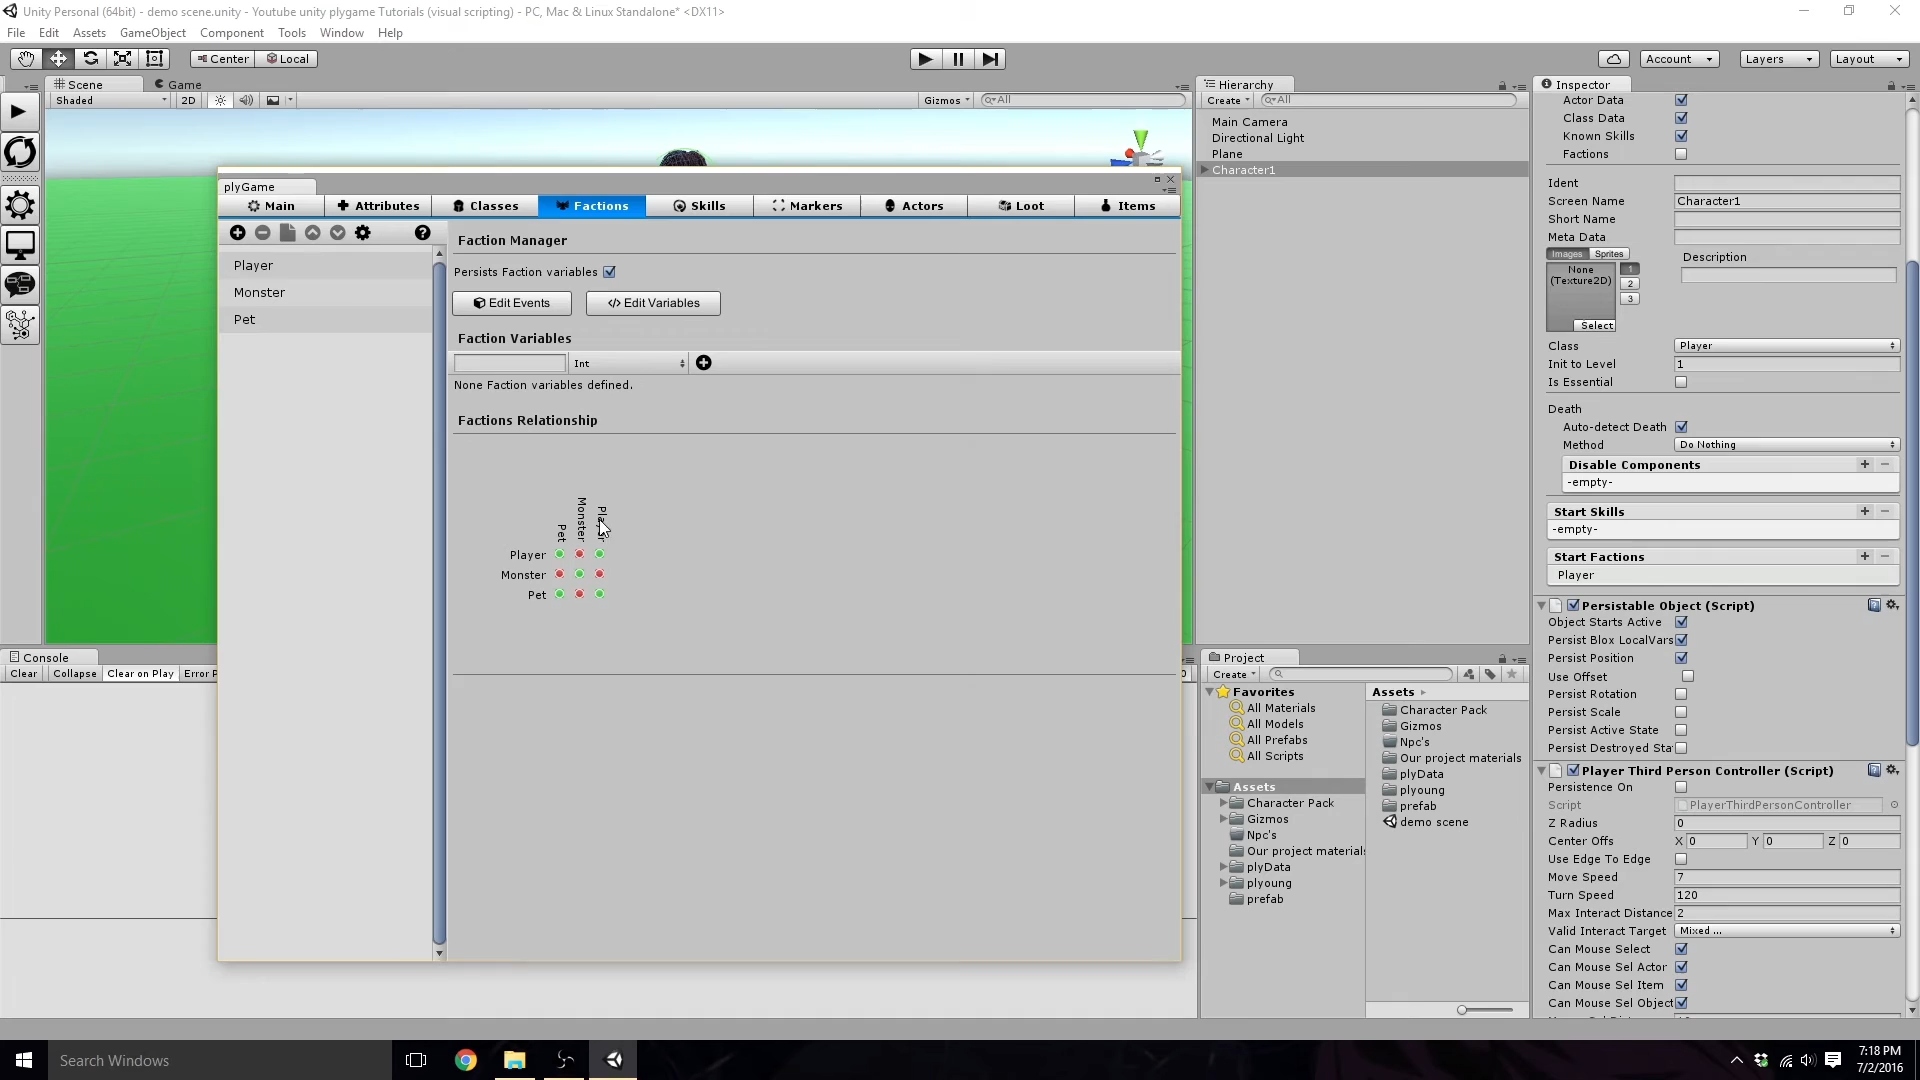 Unity Personal (64bit) - demo scene.unity - Youtube unity plygame Tutorials (visual scripting) - PC, Mac & Linux Standalone* <DX11>
File Edit Assets GameObject Component Tools Window Help
Center Local Account Layers Layout
Scene Game
Shaded 2D Gizmos All
plyGame
Main Attributes Classes Factions Skills Markers Actors Loot Items
Player
Monster
Pet
Faction Manager
Persists Faction variables
Edit Events Edit Variables
Faction Variables
Int
None Faction variables defined.
Factions Relationship
Pet Monster
Player
Monster
Pet
Console
Clear Collapse Clear on Play Error P
Hierarchy
Create All
Main Camera
Directional Light
Plane
Character1
Project
Create
Favorites
All Materials
All Models
All Prefabs
All Scripts
Assets
Character Pack
Gizmos
Npc's
Our project materials
plyData
plyoung
prefab
Assets
Character Pack
Gizmos
Npc's
Our project materials
plyData
plyoung
prefab
demo scene
Inspector
Actor Data
Class Data
Known Skills
Factions
Ident
Screen Name Character1
Short Name
Meta Data
Images Sprites Description
None
(Texture2D)
1
2
3
Select
Class Player
Init to Level 1
Is Essential
Death
Auto-detect Death
Method Do Nothing
Disable Components
-empty-
Start Skills
-empty-
Start Factions
Player
Persistable Object (Script)
Object Starts Active
Persist Blox LocalVars
Persist Position
Use Offset
Persist Rotation
Persist Scale
Persist Active State
Persist Destroyed Sta
Player Third Person Controller (Script)
Persistence On
Script PlayerThirdPersonController
Z Radius 0
Center Offs X 0 Y 0 Z 0
Use Edge To Edge
Move Speed 7
Turn Speed 120
Max Interact Distance 2
Valid Interact Target Mixed ...
Can Mouse Select
Can Mouse Sel Actor
Can Mouse Sel Item
Can Mouse Sel Object
Search Windows
7:18 PM
7/2/2016